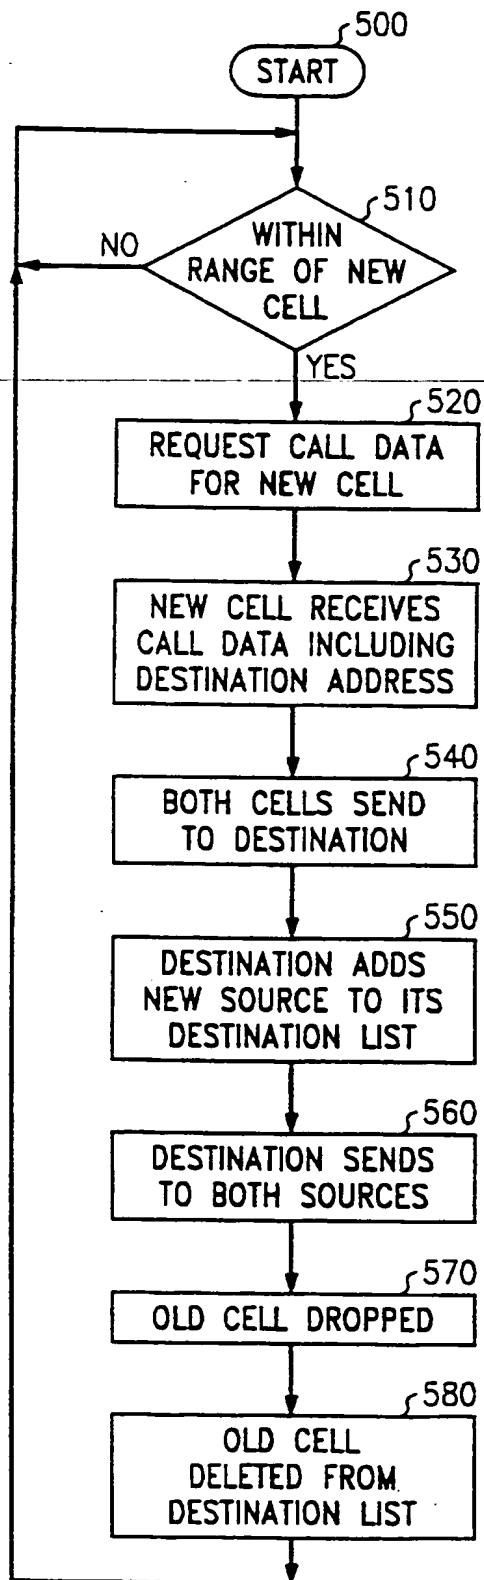 500
START
510
WITHIN
RANGE OF NEW
CELL
NO
YES
520
REQUEST CALL DATA
FOR NEW CELL
530
NEW CELL RECEIVES
CALL DATA INCLUDING
DESTINATION ADDRESS
540
BOTH CELLS SEND
TO DESTINATION
550
DESTINATION ADDS
NEW SOURCE TO ITS
DESTINATION LIST
560
DESTINATION SENDS
TO BOTH SOURCES
570
OLD CELL DROPPED
580
OLD CELL
DELETED FROM
DESTINATION LIST